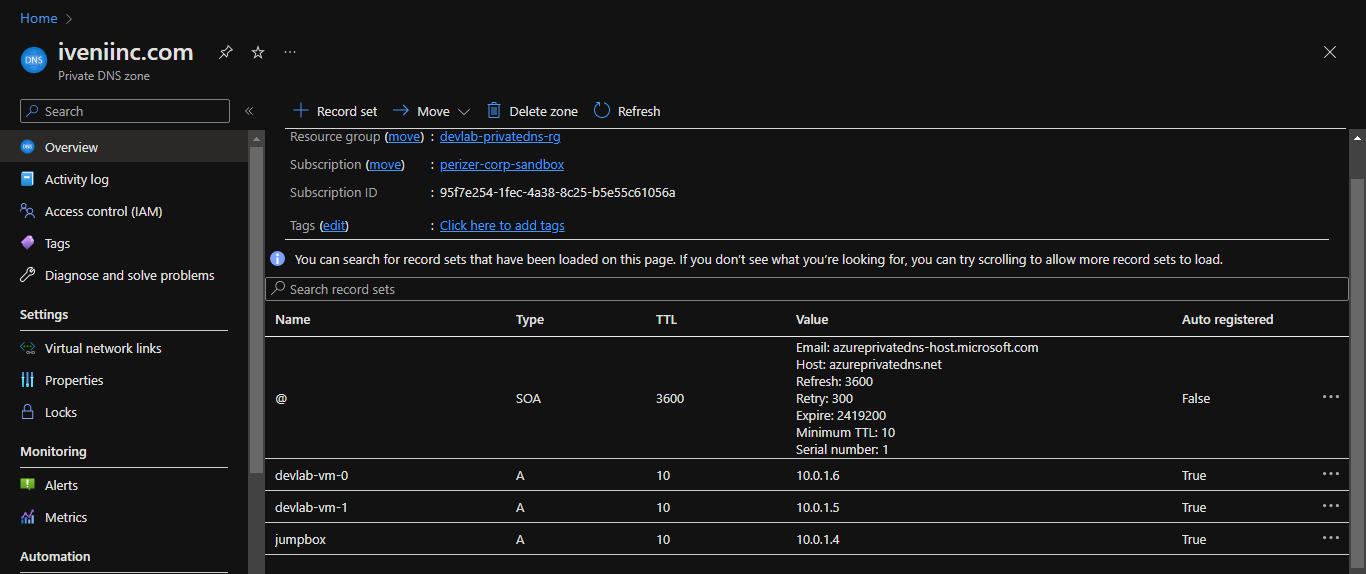 Home
iveniinc.com
Private DNS zone
Search
Record set
Move
Delete zone
Refresh
Overview
Activity log
Access control (IAM)
Tags
Diagnose and solve problems
Settings
Virtual network links
Properties
Locks
Monitoring
Alerts
Metrics
Automation
Resource group (move) : devlab-privatedns-rg
Subscription (move) : perizer-corp-sandbox
Subscription ID : 95f7e254-1fec-4a38-8c25-b5e55c61056a
Tags (edit) : Click here to add tags
You can search for record sets that have been loaded on this page. If you don't see what you're looking for, you can try scrolling to allow more record sets to load.
Search record sets
Name Type TTL Value Auto registered
Email: azureprivatedns-host.microsoft.com
Host: azureprivatedns.net
Refresh: 3600
@ SOA 3600 Retry: 300 False
Expire: 2419200
Minimum TTL: 10
Serial number: 1
devlab-vm-0 A 10 10.0.1.6 True
devlab-vm-1 A 10 10.0.1.5 True
jumpbox A 10 10.0.1.4 True